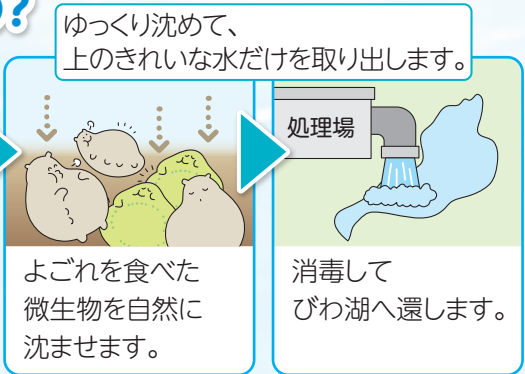 ?
ゆっくり沈めて、
上のきれいな水だけを取り出します。
処理場
よごれを食べた
微生物を自然に
沈ませます。
消毒して
びわ湖へ還します。